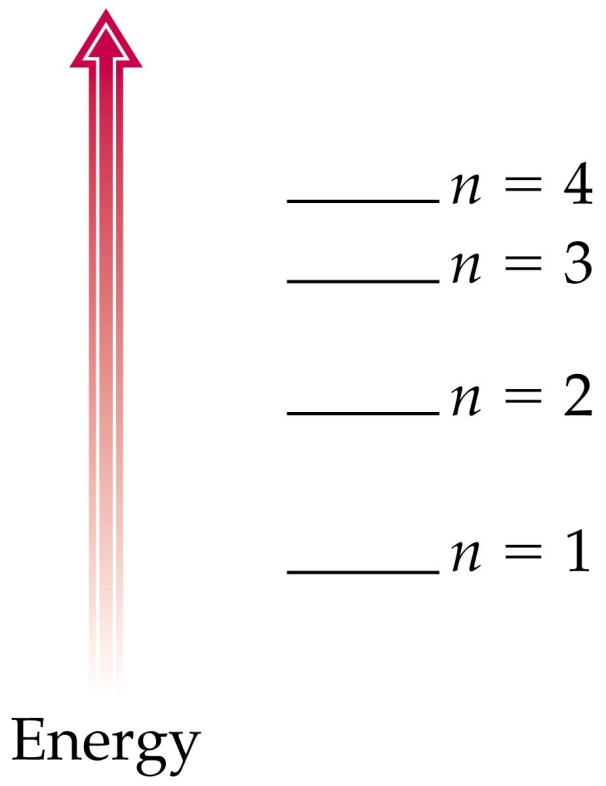 n = 4
n = 3
n = 2
n = 1
Energy